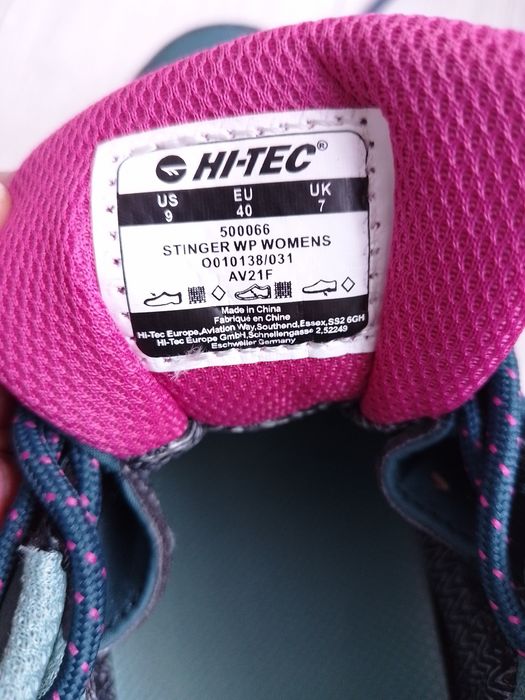 HI-TEC®
US EU UK
9 40 7
500066
STINGER WP WOMENS
O010138/031
AV21F
Made in China
Fabriqué en Chine
Hi-Tec Europe,Aviation Way,Southend,Essex,SS2 6GH
Hi-Tec Europe GmbH,Schnellengasse 2,52249
Eschweiler Germany